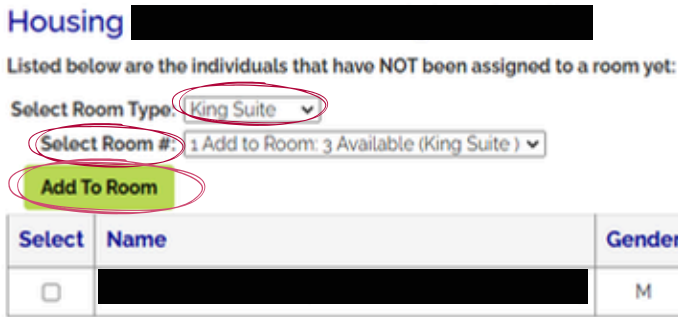 Housing
Listed below are the individuals that have NOT been assigned to a room yet:
Select Room Type: King Suite
Select Room #: 1 Add to Room: 3 Available (King Suite )
Add To Room
Select Name Gender
M